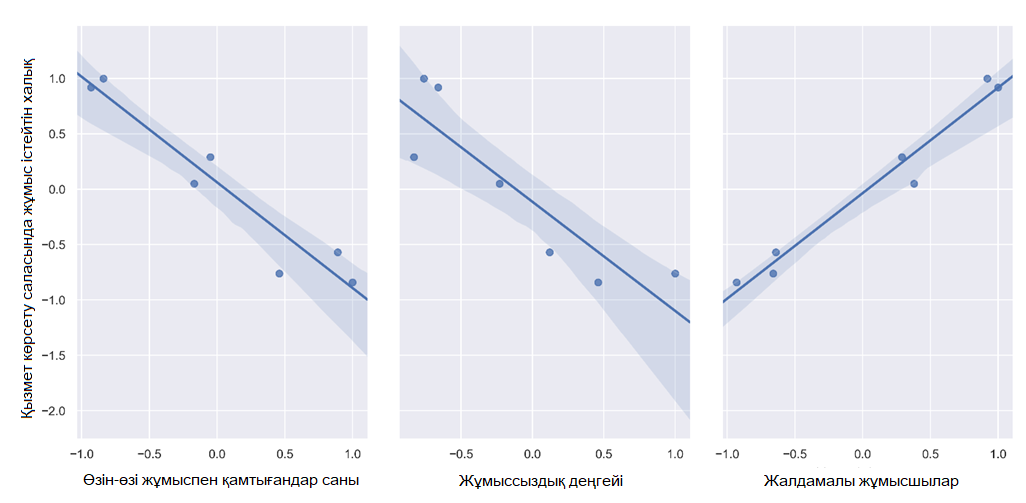 Қызмет көрсету саласында жұмыс істейтін халық
1.0
0.5
0.0
−0.5
−1.0
−1.5
−2.0
−1.0 −0.5 0.0 0.5 1.0
−0.5 0.0 0.5 1.0
−1.0 −0.5 0.0 0.5 1.0
Өзін-өзі жұмыспен қамтығандар саны
Жұмыссыздық деңгейі
Жалдамалы жұмысшылар